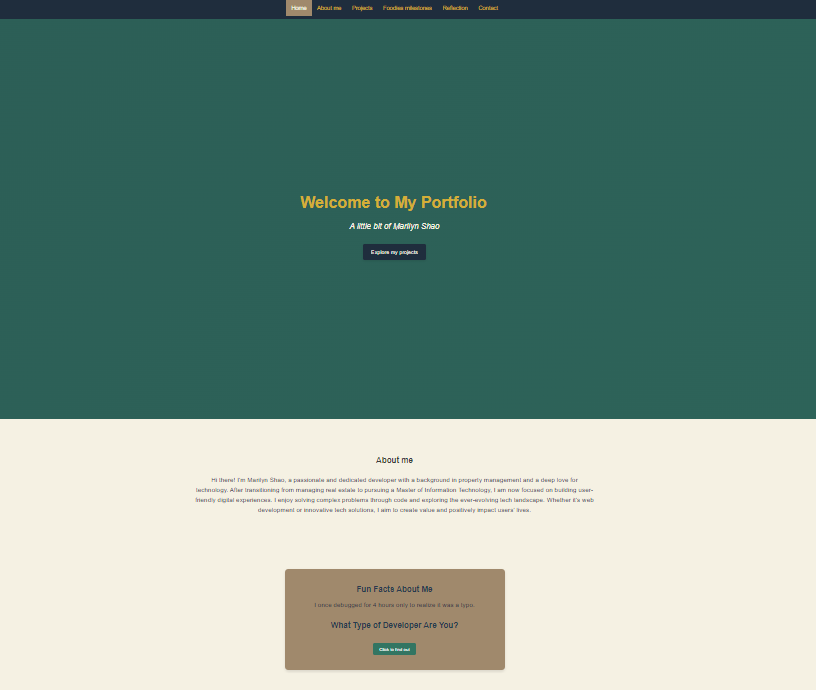 Home About me Projects Foodies milestones Reflection Contact
Welcome to My Portfolio
A little bit of Marilyn Shao
Explore my projects
About me
Hi there! I'm Marilyn Shao, a passionate and dedicated developer with a background in property management and a deep love for
technology. After transitioning from managing real estate to pursuing a Master of Information Technology, I am now focused on building user-
friendly digital experiences. I enjoy solving complex problems through code and exploring the ever-evolving tech landscape. Whether it's web
development or innovative tech solutions, I aim to create value and positively impact users' lives.
Fun Facts About Me
I once debugged for 4 hours only to realize it was a typo.
What Type of Developer Are You?
Click to find out